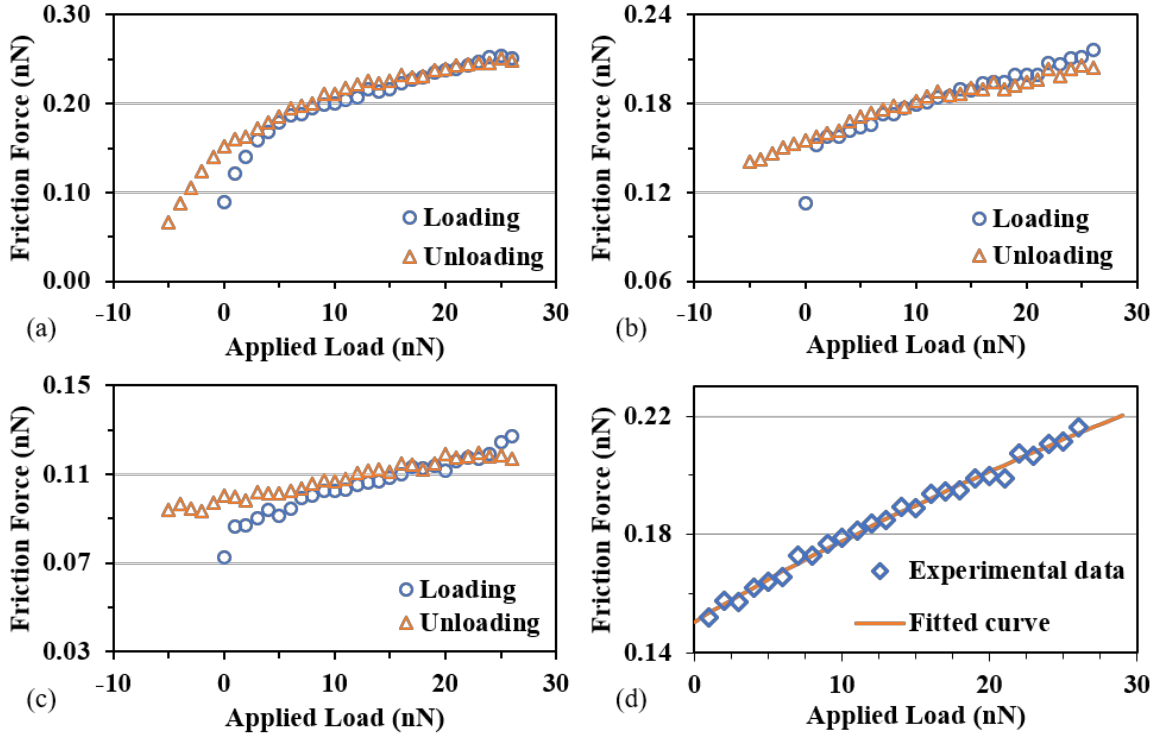 0.30
0.20
0.10
0.00
Friction Force (nN)
Loading
Unloading
-10 0 10 20 30
(a)
Applied Load (nN)
0.24
0.18
0.12
0.06
Friction Force (nN)
Loading
Unloading
-10 0 10 20 30
(b)
Applied Load (nN)
0.15
0.11
0.07
0.03
Friction Force (nN)
Loading
Unloading
-10 0 10 20 30
(c)
Applied Load (nN)
0.22
0.18
0.14
Friction Force (nN)
Experimental data
Fitted curve
0 10 20 30
(d)
Applied Load (nN)